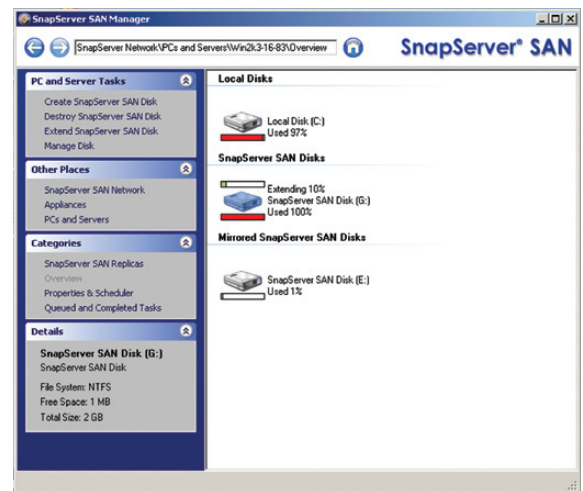 SnapServer SAN Manager
SnapServer Network\PCs and Servers\Win2k3-16-83\Overview
SnapServer® SAN
PC and Server Tasks
Create SnapServer SAN Disk
Destroy SnapServer SAN Disk
Extend SnapServer SAN Disk
Manage Disk
Other Places
SnapServer SAN Network
Appliances
PCs and Servers
Categories
SnapServer SAN Replicas
Overview
Properties & Scheduler
Queued and Completed Tasks
Details
SnapServer SAN Disk (G:)
SnapServer SAN Disk
File System: NTFS
Free Space: 1 MB
Total Size: 2 GB
Local Disks
Local Disk (C:)
Used 97%
SnapServer SAN Disks
Extending 10%
SnapServer SAN Disk (G:)
Used 100%
Mirrored SnapServer SAN Disks
SnapServer SAN Disk (E:)
Used 1%